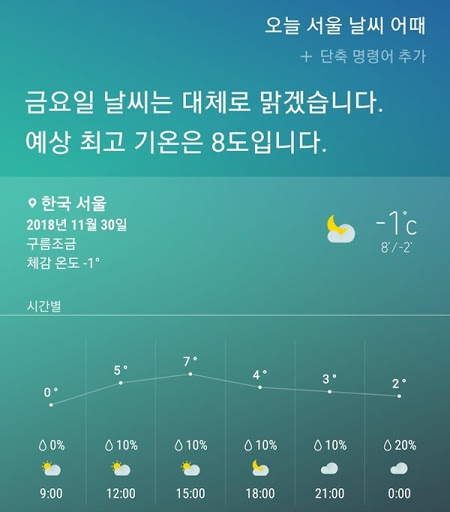 오늘 서울 날씨 어때
+ 단축 명령어 추가
금요일 날씨는 대체로 맑겠습니다.
예상 최고 기온은 8도입니다.
한국 서울
2018년 11월 30일
구름조금
체감 온도 -1°
-1°c
8°/-2°
시간별
0° 5° 7° 4° 3° 2°
0% 10% 10% 10% 10% 20%
9:00 12:00 15:00 18:00 21:00 0:00